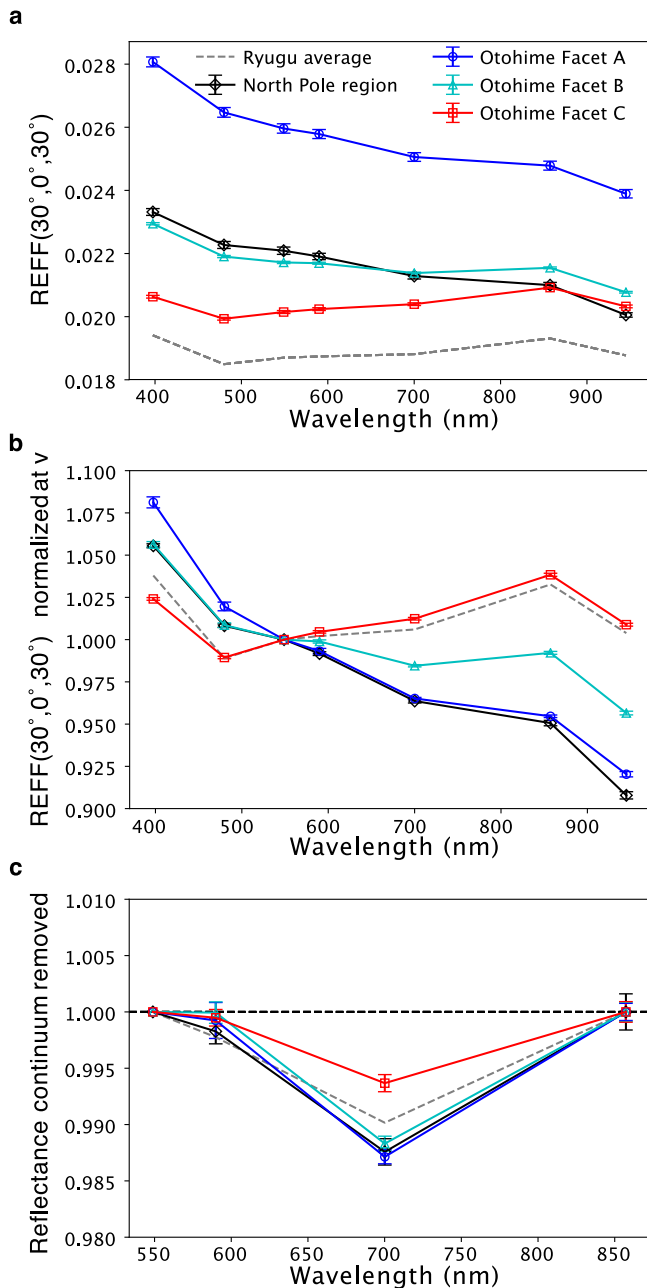 a
Ryugu average
North Pole region
Otohime Facet A
Otohime Facet B
Otohime Facet C
REFF(30°,0°,30°)
0.028
0.026
0.024
0.022
0.020
0.018
400 500 600 700 800 900
Wavelength (nm)
b
REFF(30°,0°,30°) normalized at v
1.100
1.075
1.050
1.025
1.000
0.975
0.950
0.925
0.900
400 500 600 700 800 900
Wavelength (nm)
c
Reflectance continuum removed
1.010
1.005
1.000
0.995
0.990
0.985
0.980
550 600 650 700 750 800 850
Wavelength (nm)